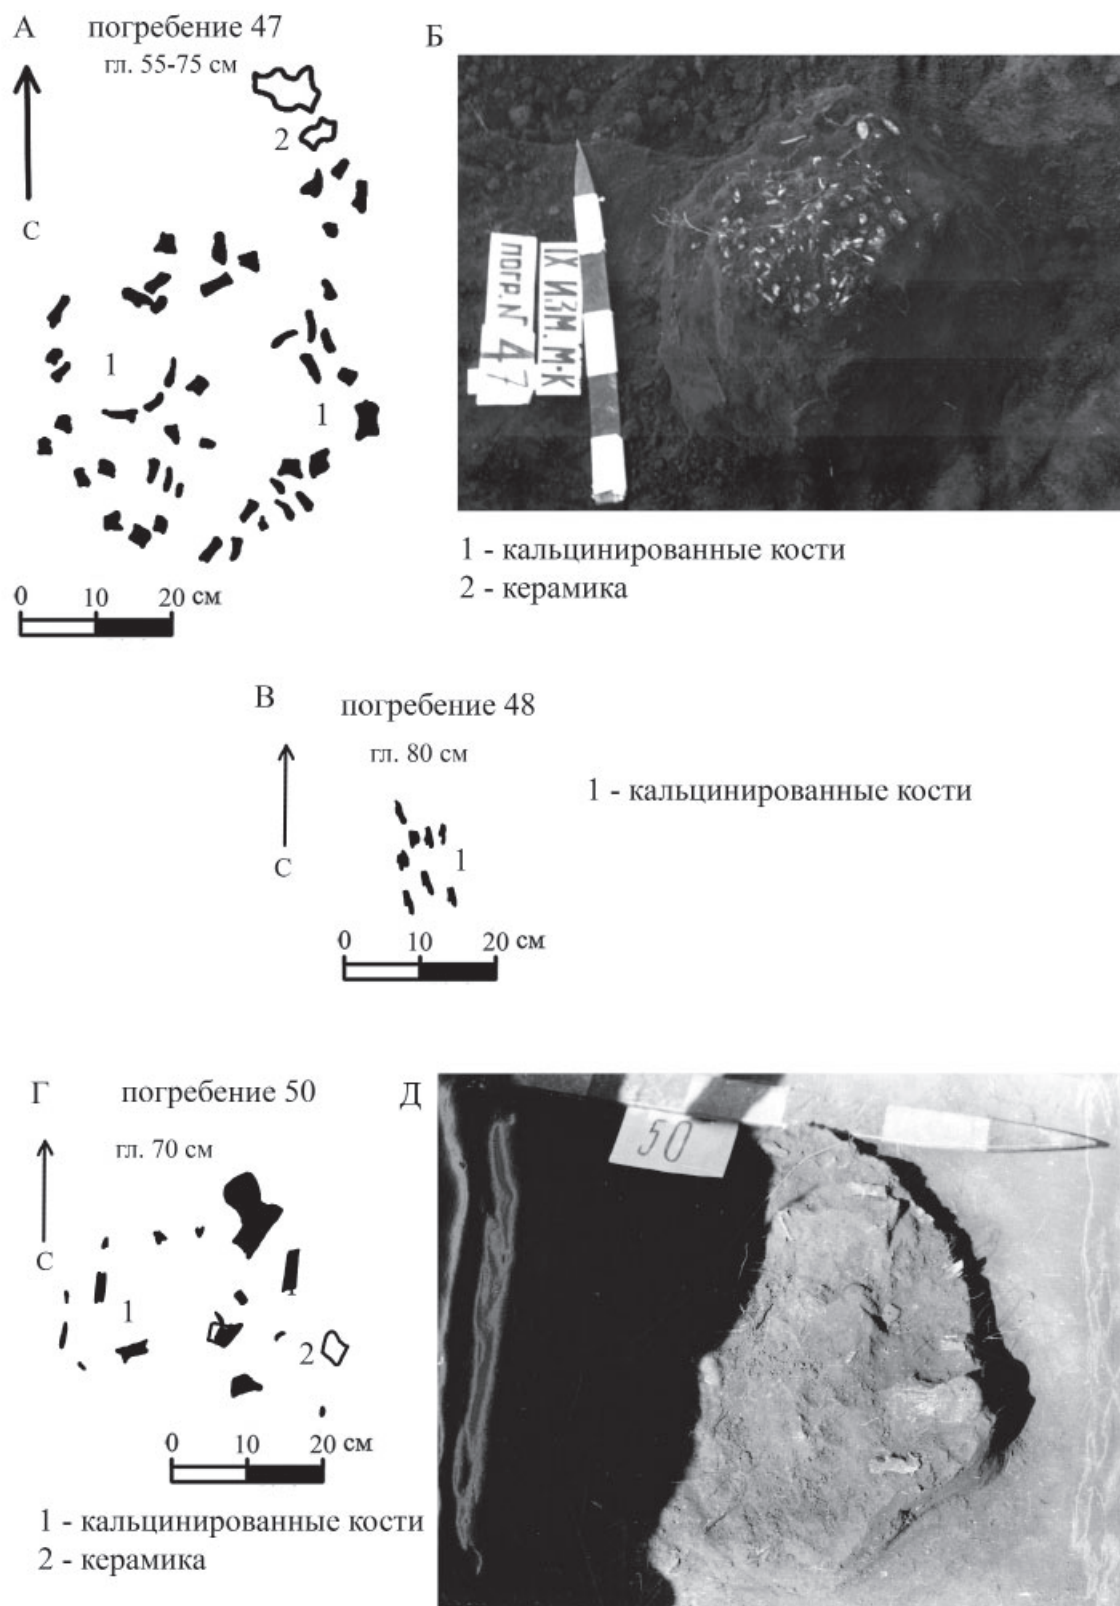 А
погребение 47
гл. 55-75 см
С
2
1
1
0 10 20 см
Б
погр. N 47
IX ИЗМ. М-К
1 - кальцинированные кости
2 - керамика
В
погребение 48
гл. 80 см
С
1
0 10 20 см
1 - кальцинированные кости
Г
погребение 50
гл. 70 см
С
1
2
0 10 20 см
1 - кальцинированные кости
2 - керамика
Д
50